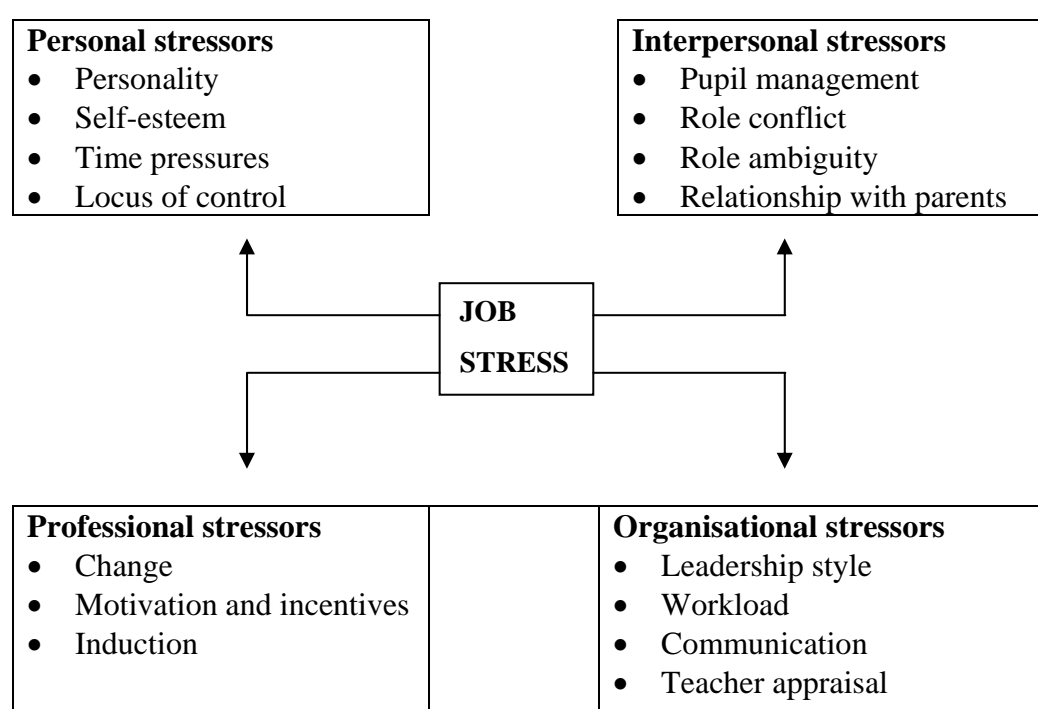 Personal stressors
• Personality
• Self-esteem
• Time pressures
• Locus of control
Interpersonal stressors
• Pupil management
• Role conflict
• Role ambiguity
• Relationship with parents
JOB
STRESS
Professional stressors
• Change
• Motivation and incentives
• Induction
Organisational stressors
• Leadership style
• Workload
• Communication
• Teacher appraisal